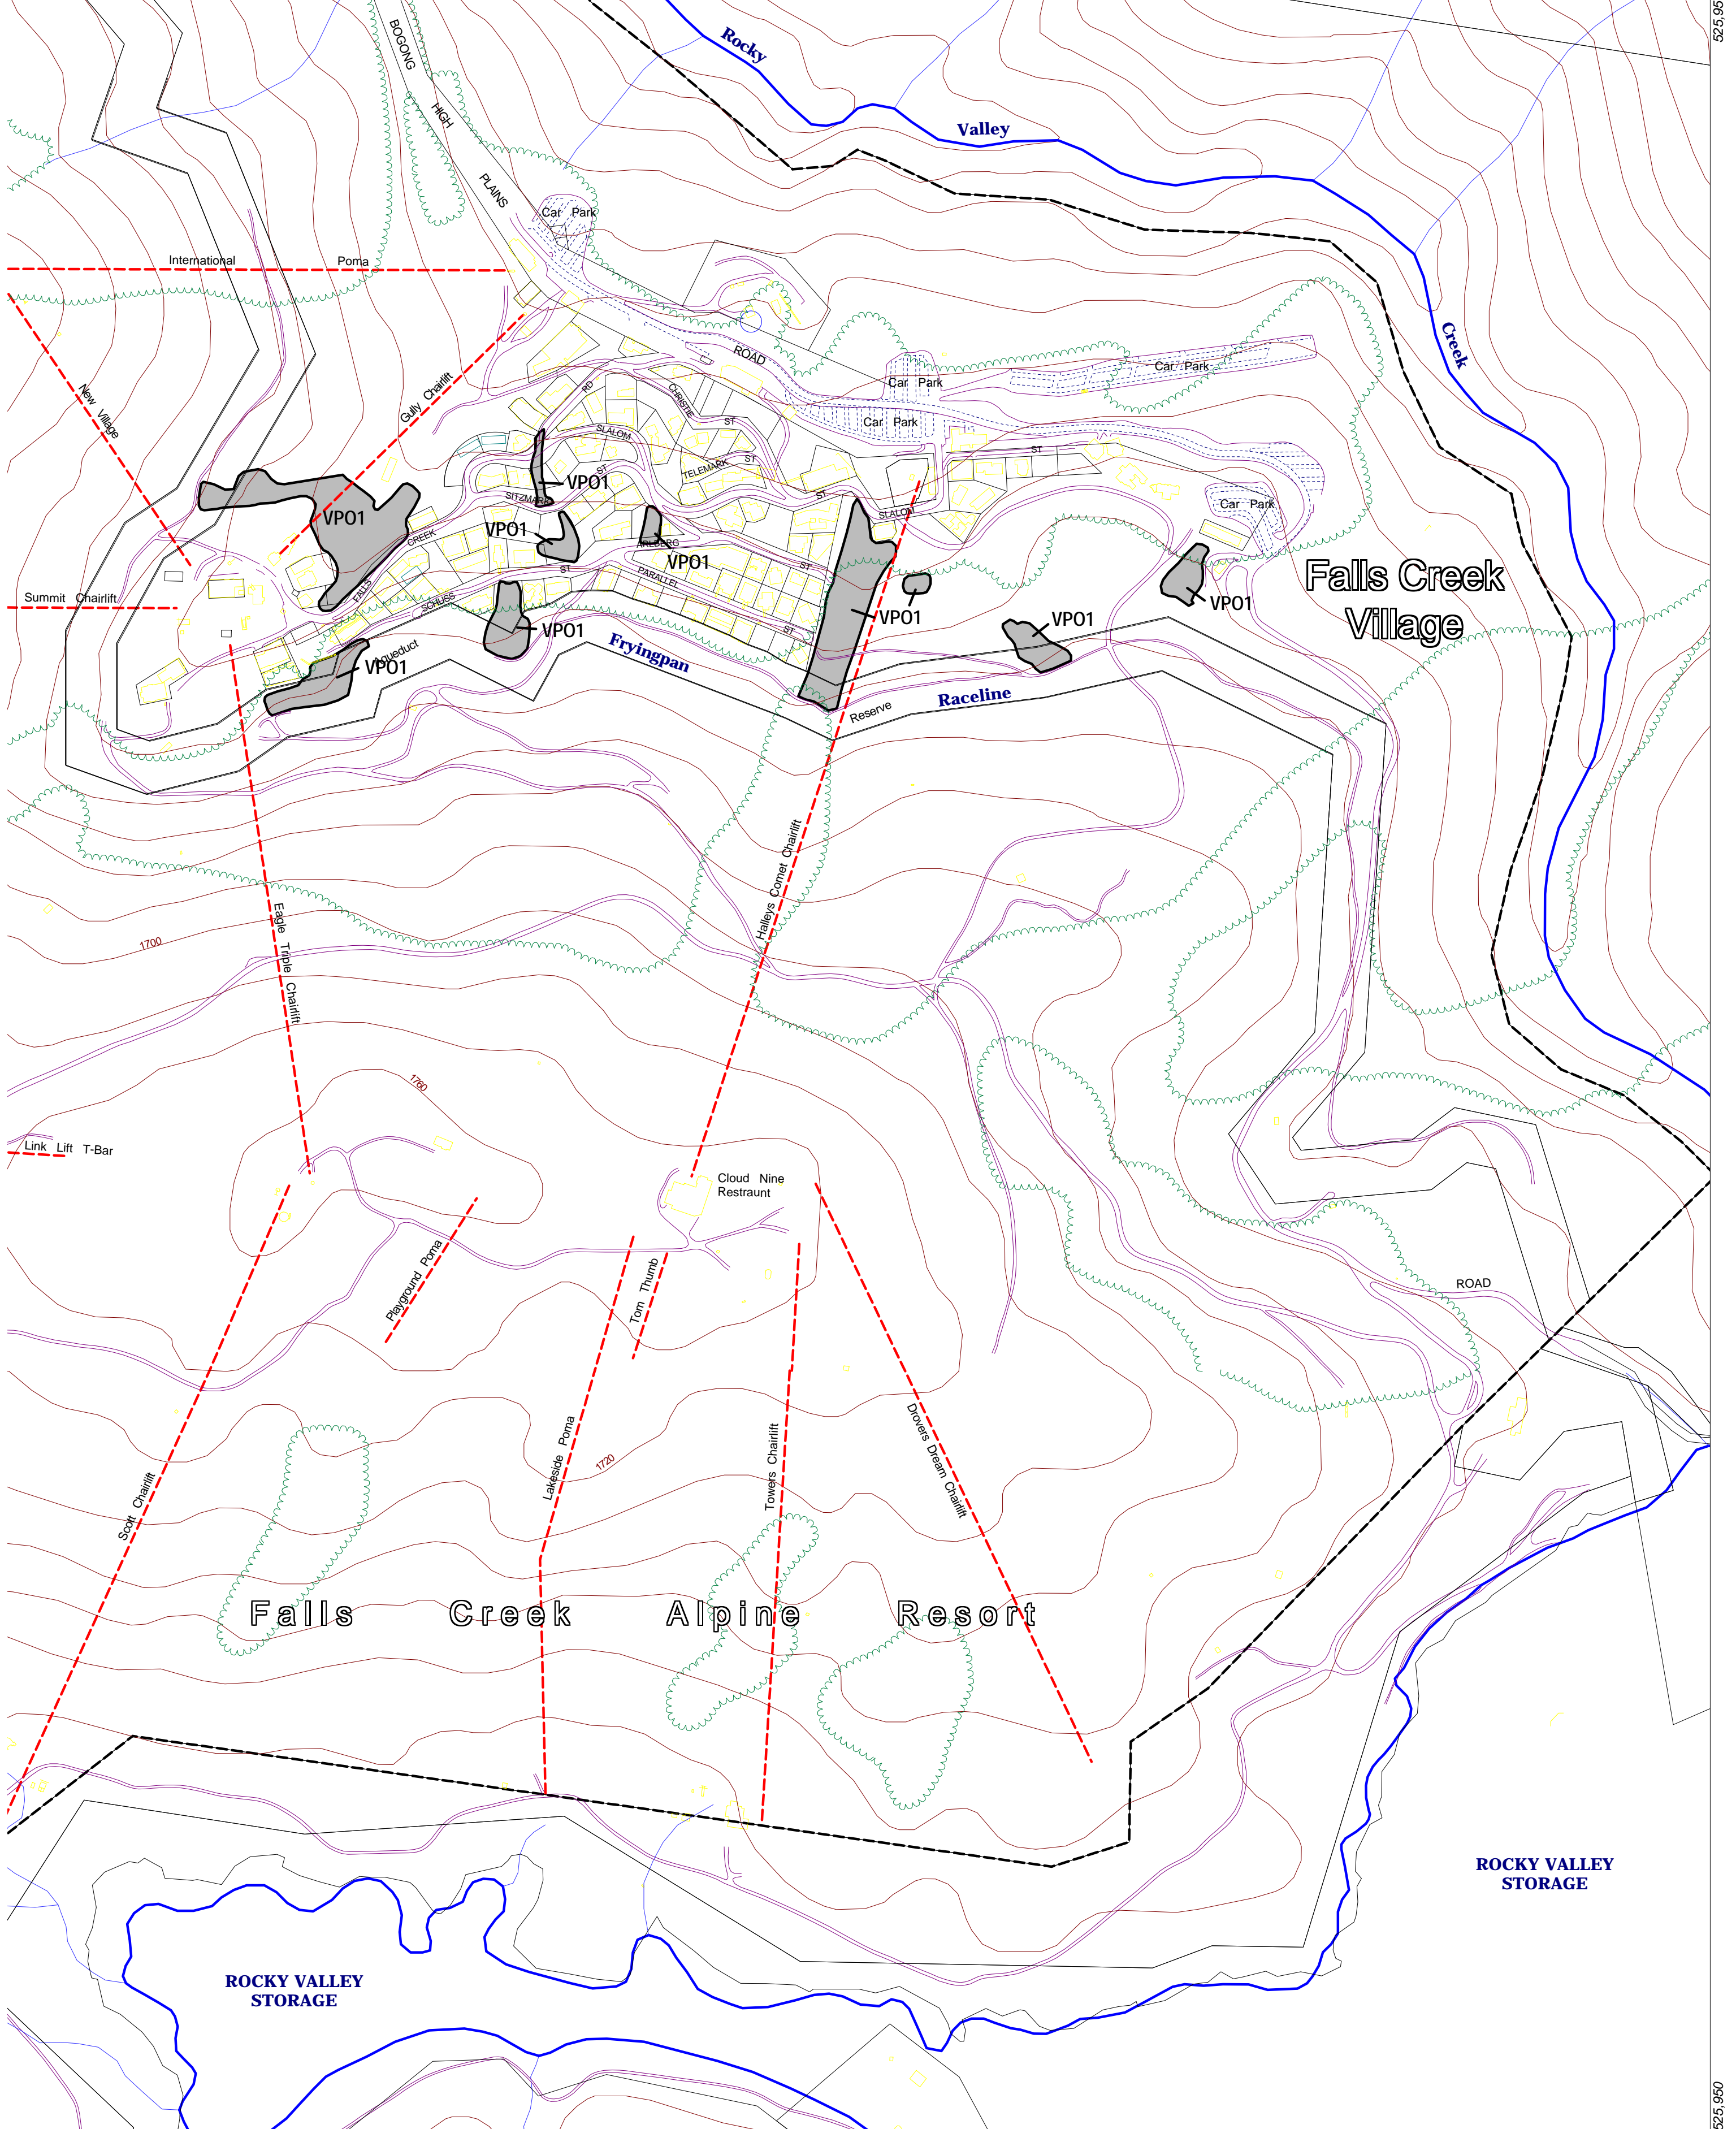 525,95
BOGONG
Rocky
HIGH
Valley
PLAINS
Car Park
International Poma
Creek
ROAD
Car Park
Car Park
New Village
Gully Chairlift
RD
CHRISTIE
ST
Car Park
SLALOM
ST
TELEMARK ST
ST
SITZMARK
VPO1
ST
SLALOM
Car Park
VPO1
VPO1
CREEK
ARLBERG
VPO1
ST
ST
PARALLEL
Falls Creek
Village
FALLS
SCHUSS
Summit Chairlift
VPO1
VPO1
VPO1
VPO1
ST
Aqueduct
VPO1
Fryingpan
Raceline
Reserve
Halleys Comet Chairlift
Eagle Triple Chairlift
1700
1760
Link Lift T-Bar
Cloud Nine
Restraunt
Playground Poma
Tom Thumb
ROAD
Lakeside Poma
1720
Towers Chairlift
Drovers Dream Chairlift
Scott Chairlift
Falls Creek Alpine Resort
ROCKY VALLEY
STORAGE
ROCKY VALLEY
STORAGE
525,950